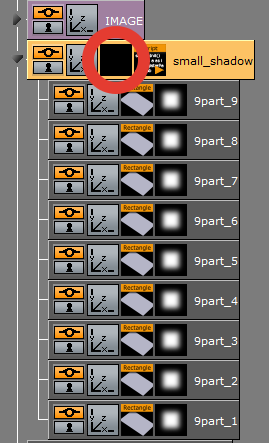 IMAGE
small_shadow
Rectangle
9part_9
Rectangle
9part_8
Rectangle
9part_7
Rectangle
9part_6
Rectangle
9part_5
Rectangle
9part_4
Rectangle
9part_3
Rectangle
9part_2
Rectangle
9part_1